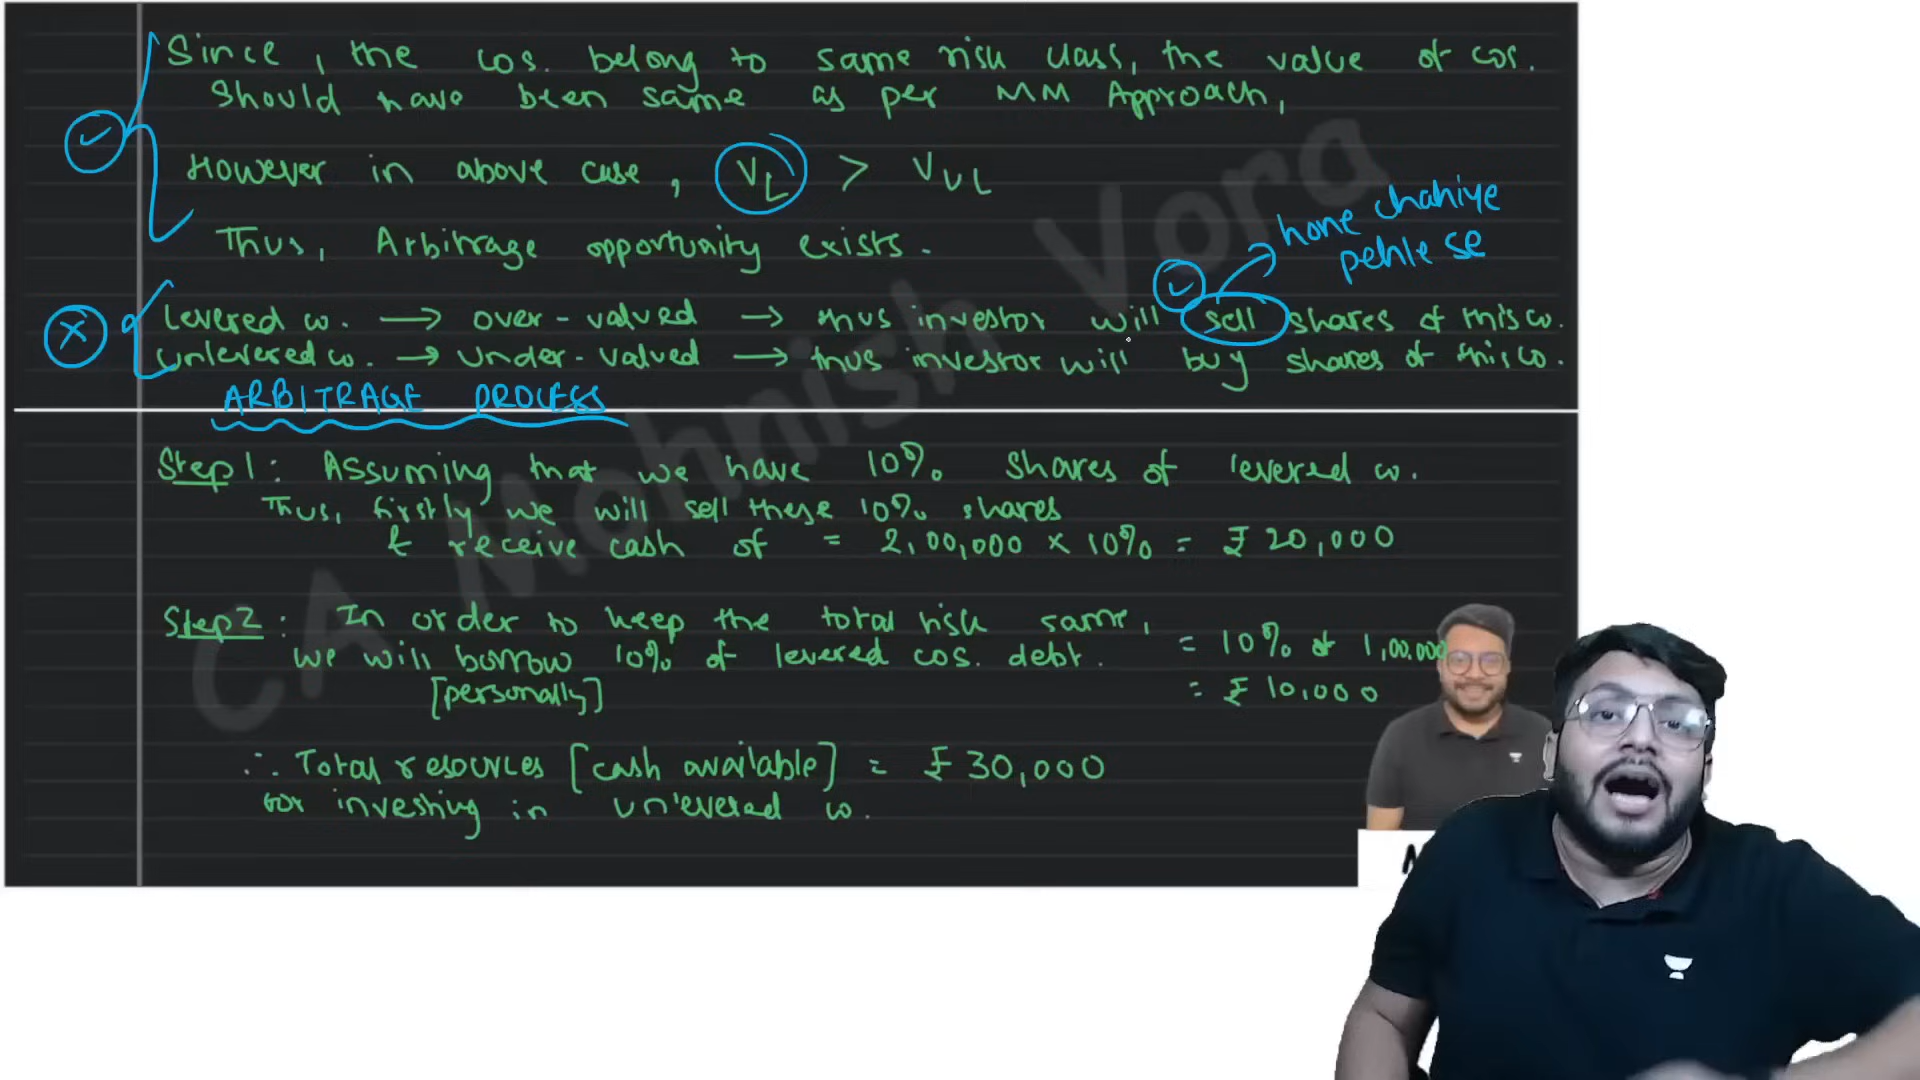 Since, the cos. belong to same risk class, the value of cos.
Should have been same as per MM Approach,
However in above case, VL > VUL
Thus, Arbitrage opportunity exists.
hone chahiye
pehle se
Levered co. → over-valued → thus investor will sell shares of this co.
Unlevered co. → Under-valued → thus investor will buy shares of this co.
ARBITRAGE PROCESS
Step 1: Assuming that we have 10% shares of levered co.
Thus, firstly we will sell these 10% shares
& receive cash of = 2,00,000 × 10% = ₹ 20,000
Step 2: In order to keep the total risk same,
we will borrow 10% of levered cos. debt.
[personally]
= 10% of 1,00,000
= ₹ 10,000
∴ Total resources [cash available] = ₹ 30,000
for investing in unlevered co.
CA Mohnish Vora